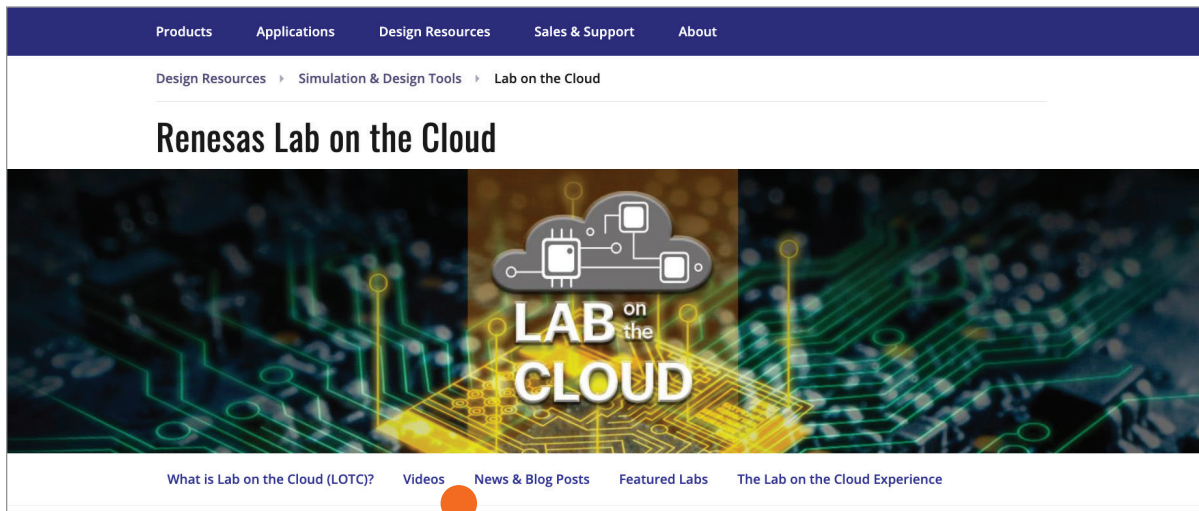 Products Applications Design Resources Sales & Support About
Design Resources Simulation & Design Tools Lab on the Cloud
Renesas Lab on the Cloud
LAB on the
CLOUD
What is Lab on the Cloud (LOTC)? Videos News & Blog Posts Featured Labs The Lab on the Cloud Experience